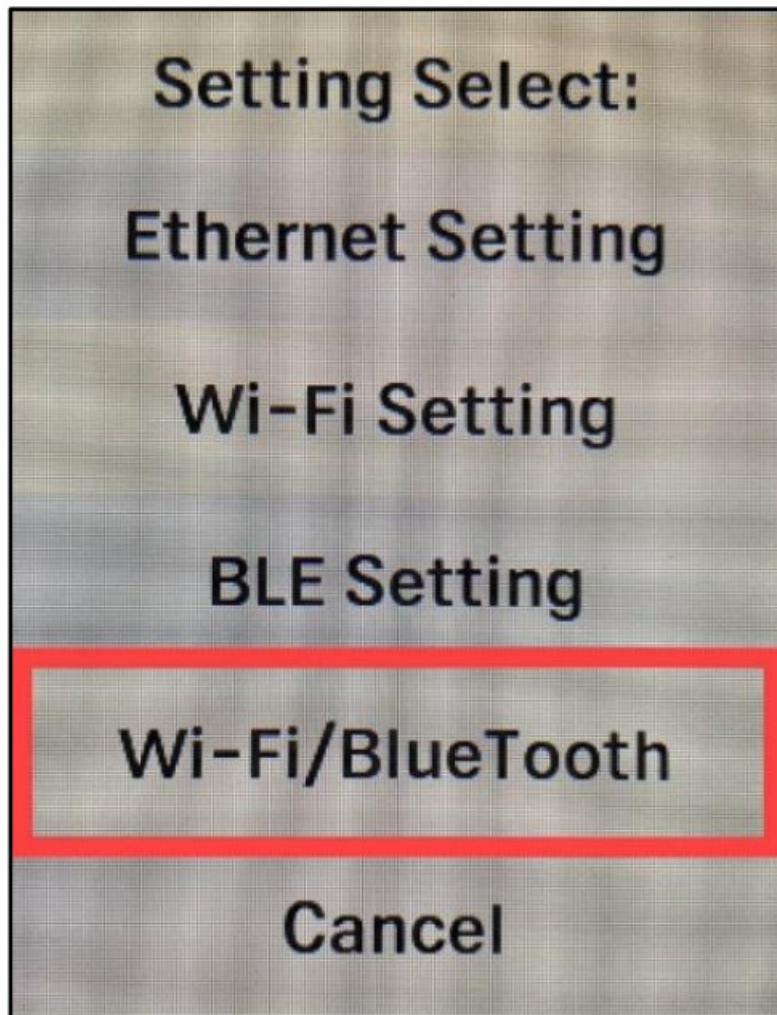 Setting Select:
Ethernet Setting
Wi-Fi Setting
BLE Setting
Wi-Fi/BlueTooth
Cancel